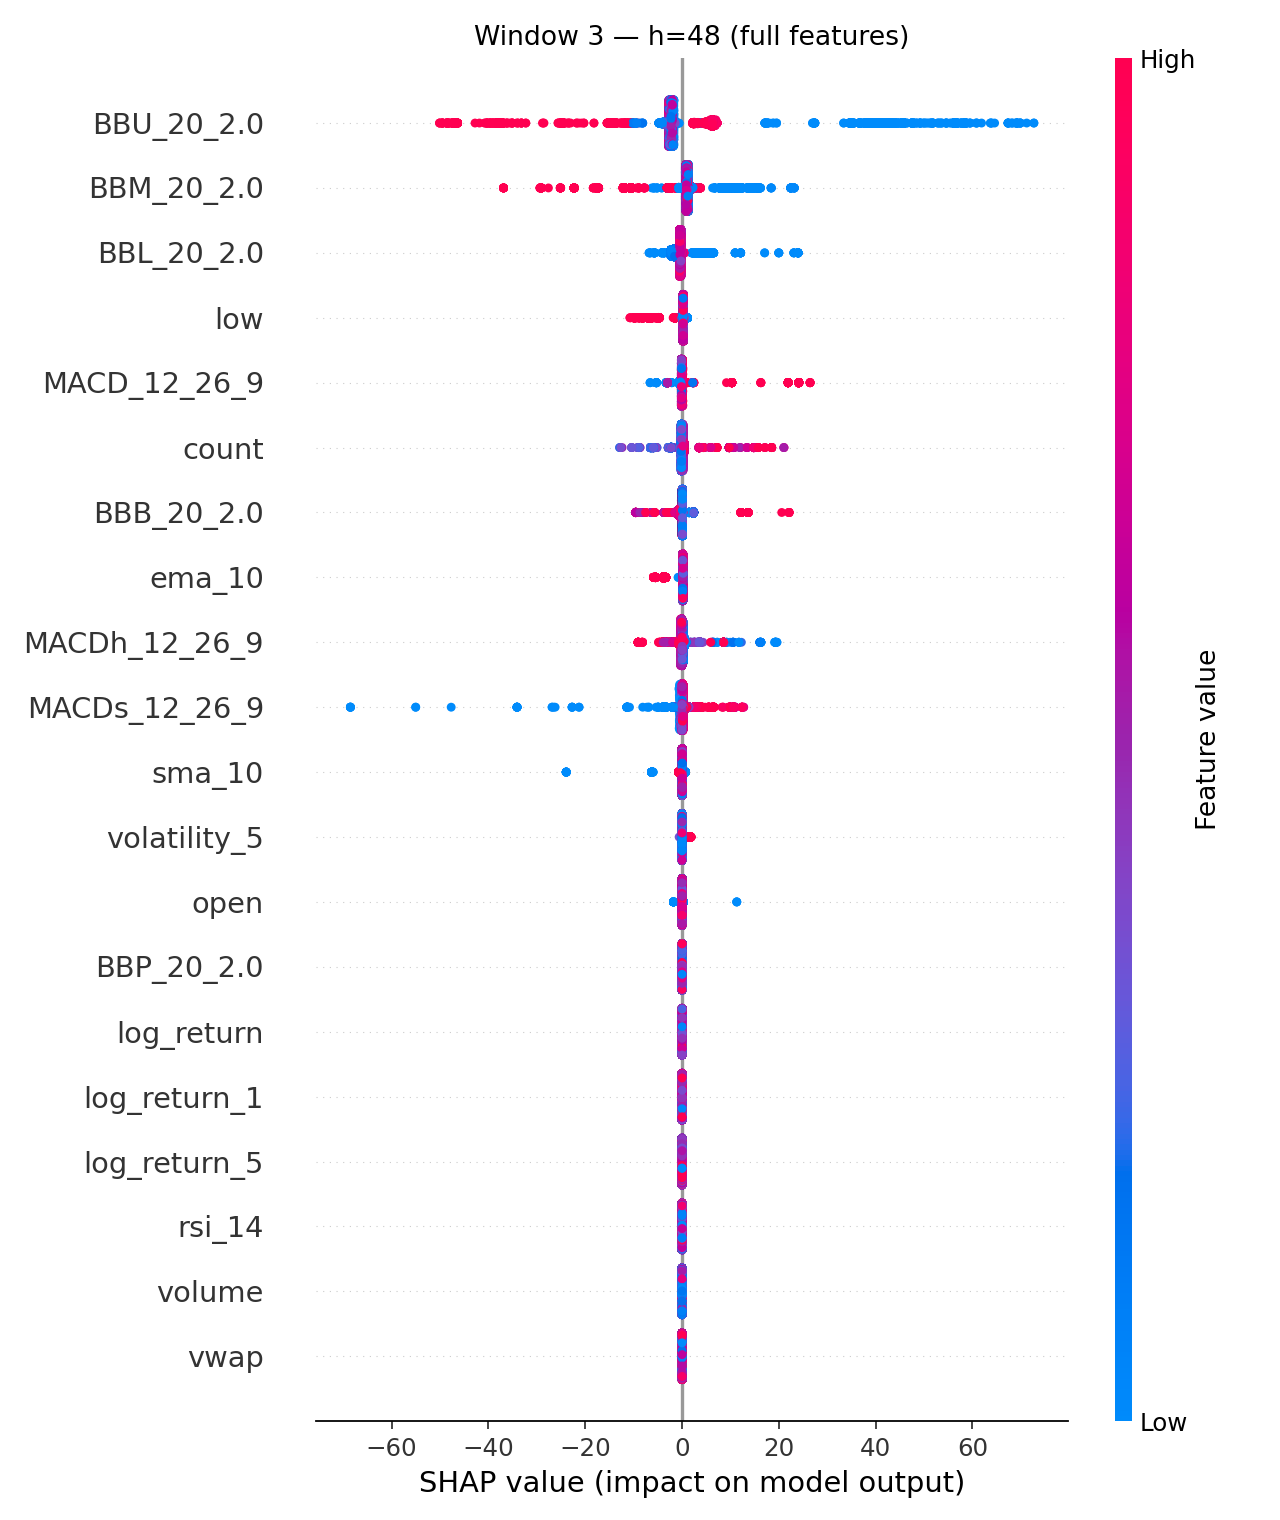 Window 3 — h=48 (full features)
High
BBU_20_2.0
BBM_20_2.0
BBL_20_2.0
low
MACD_12_26_9
count
BBB_20_2.0
ema_10
MACDh_12_26_9
MACDs_12_26_9
sma_10
volatility_5
open
BBP_20_2.0
log_return
log_return_1
log_return_5
rsi_14
volume
vwap
Feature value
Low
−60 −40 −20 0 20 40 60
SHAP value (impact on model output)